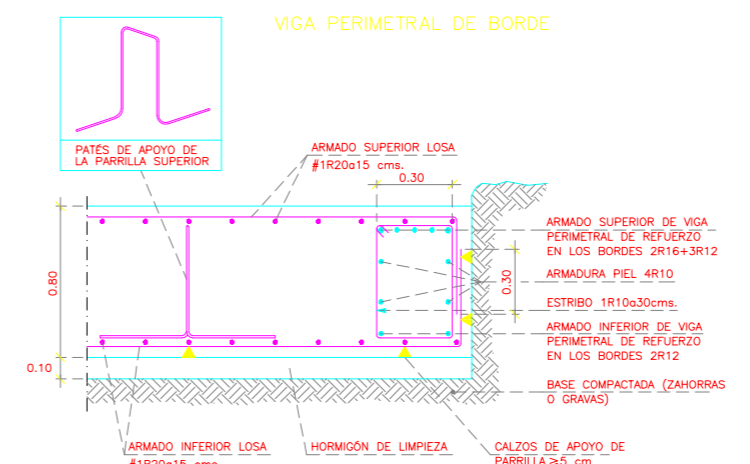 VIGA PERIMETRAL DE BORDE
PATÉS DE APOYO DE
LA PARRILLA SUPERIOR
ARMADO SUPERIOR LOSA
#1R20a15 cms.
0.30
ARMADO SUPERIOR DE VIGA
PERIMETRAL DE REFUERZO
EN LOS BORDES 2R16+3R12
0.80
0.30
ARMADURA PIEL 4R10
ESTRIBO 1R10a30cms.
ARMADO INFERIOR DE VIGA
PERIMETRAL DE REFUERZO
EN LOS BORDES 2R12
0.10
BASE COMPACTADA (ZAHORRAS
O GRAVAS)
ARMADO INFERIOR LOSA
#1R20a15 cms.
HORMIGÓN DE LIMPIEZA
CALZOS DE APOYO DE
PARRILLA ≥5 cm